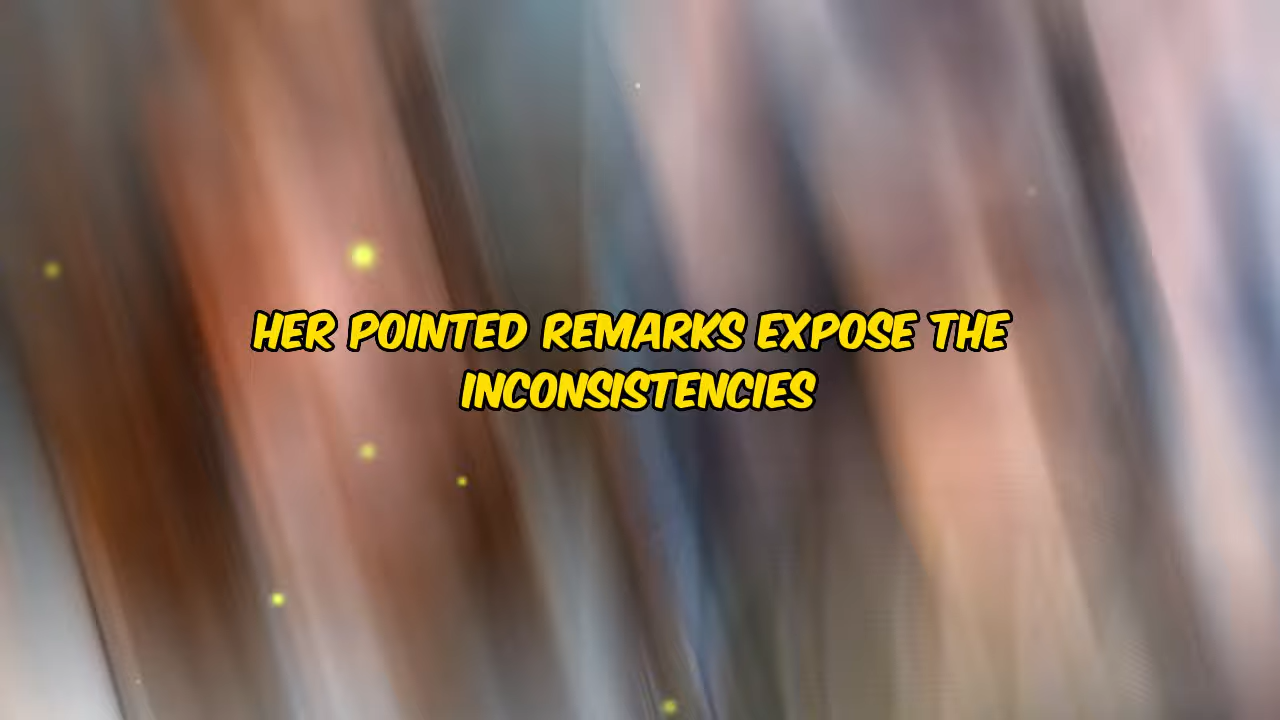 HER POINTED REMARKS EXPOSE THE
INCONSISTENCIES